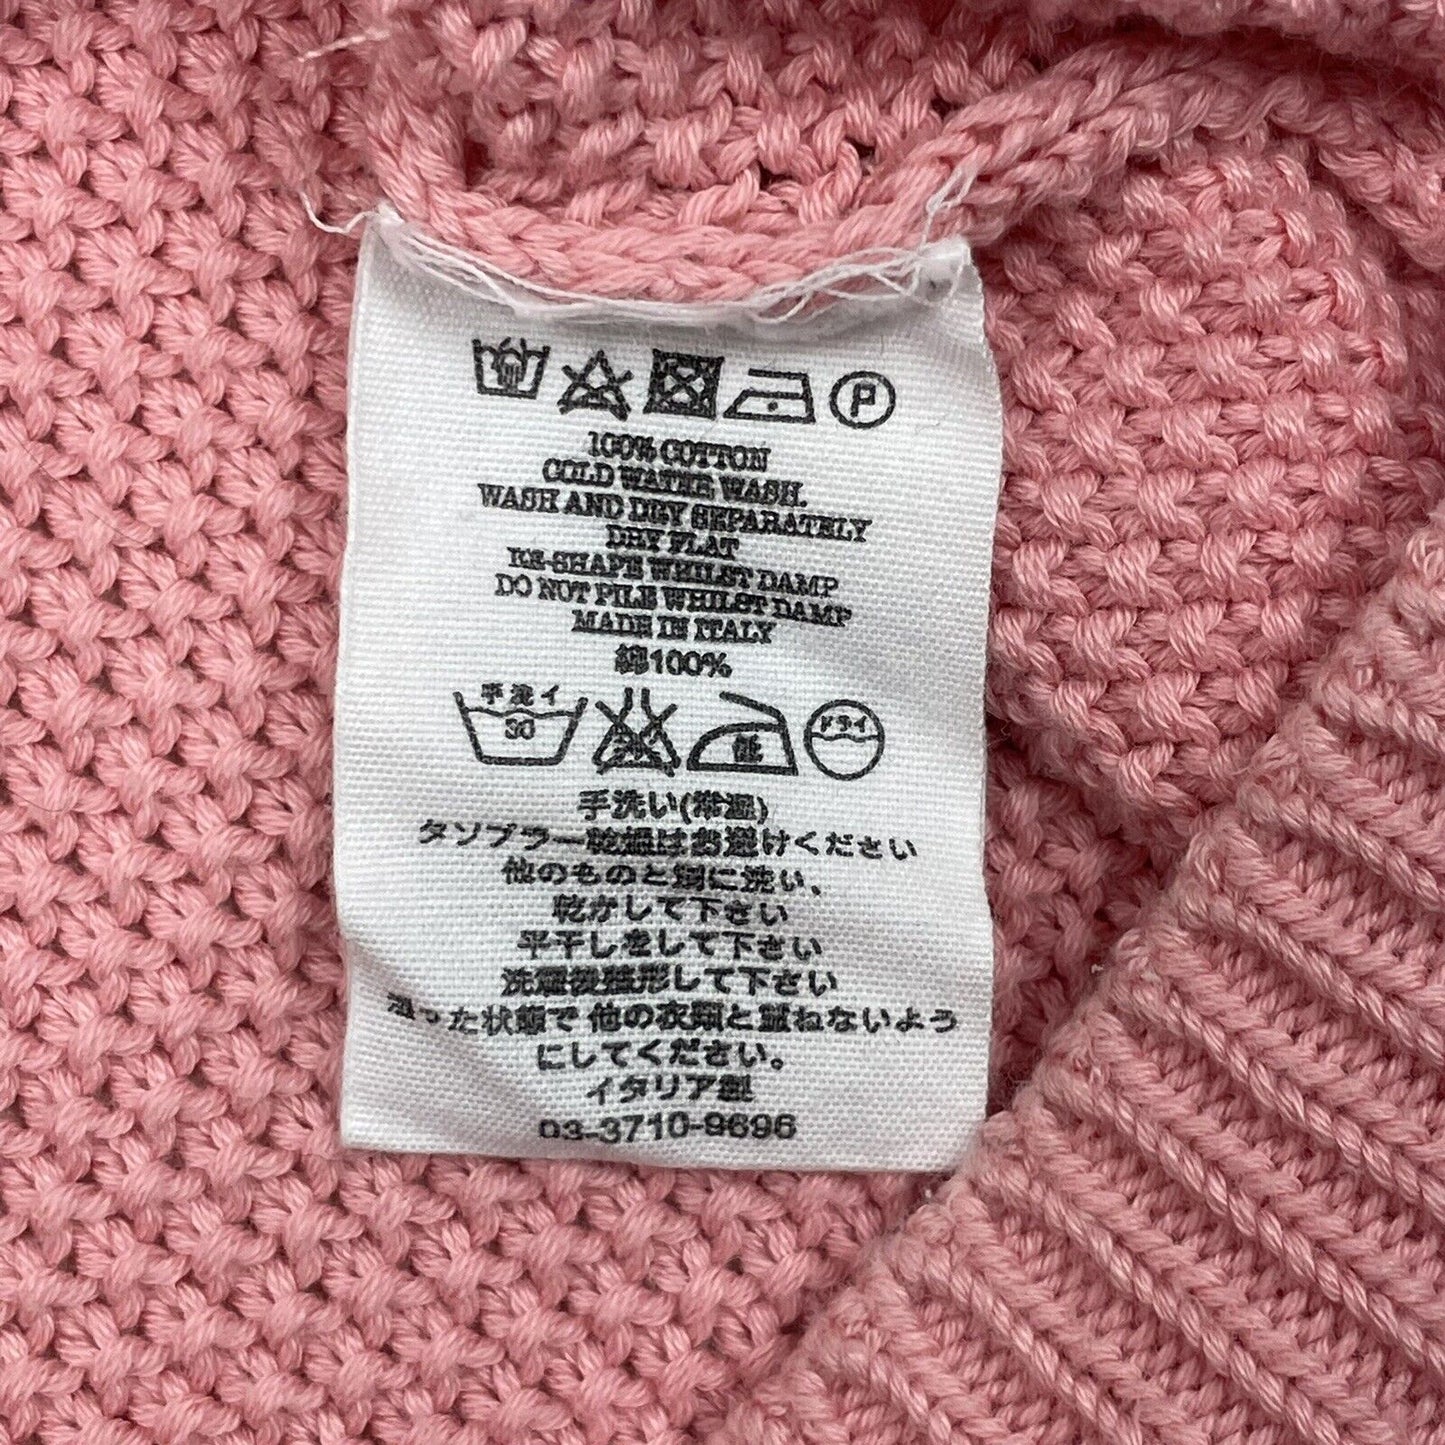 P
100% COTTON
COLD WATER WASH.
WASH AND DRY SEPARATELY
DRY FLAT
RE-SHAPE WHILST DAMP
DO NOT PILE WHILST DAMP
MADE IN ITALY
綿100%
手洗イ
30
ドライ
手洗い(常温)
タンブラー乾燥はお避けください
他のものと別に洗い、
乾かして下さい
平干しをして下さい
洗濯後整形して下さい
湿った状態で他の衣類と重ねないよう
にしてください。
イタリア製
03-3710-9696